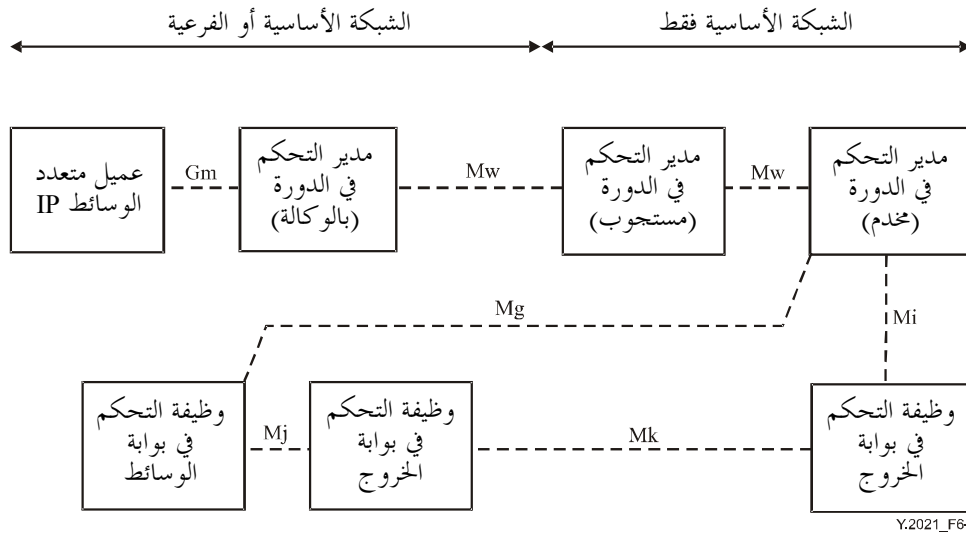 الشبكة الأساسية أو الفرعية
الشبكة الأساسية فقط
عميل متعدد
الوسائط IP
Gm
مدير التحكم
في الدورة
(بالوكالة)
Mw
مدير التحكم
في الدورة
(مستجوب)
Mw
مدير التحكم
في الدورة
(مخدم)
Mg
Mi
وظيفة التحكم
في بوابة
الوسائط
Mj
وظيفة التحكم
في بوابة
الخروج
Mk
وظيفة التحكم
في بوابة
الخروج
Y.2021_F6-